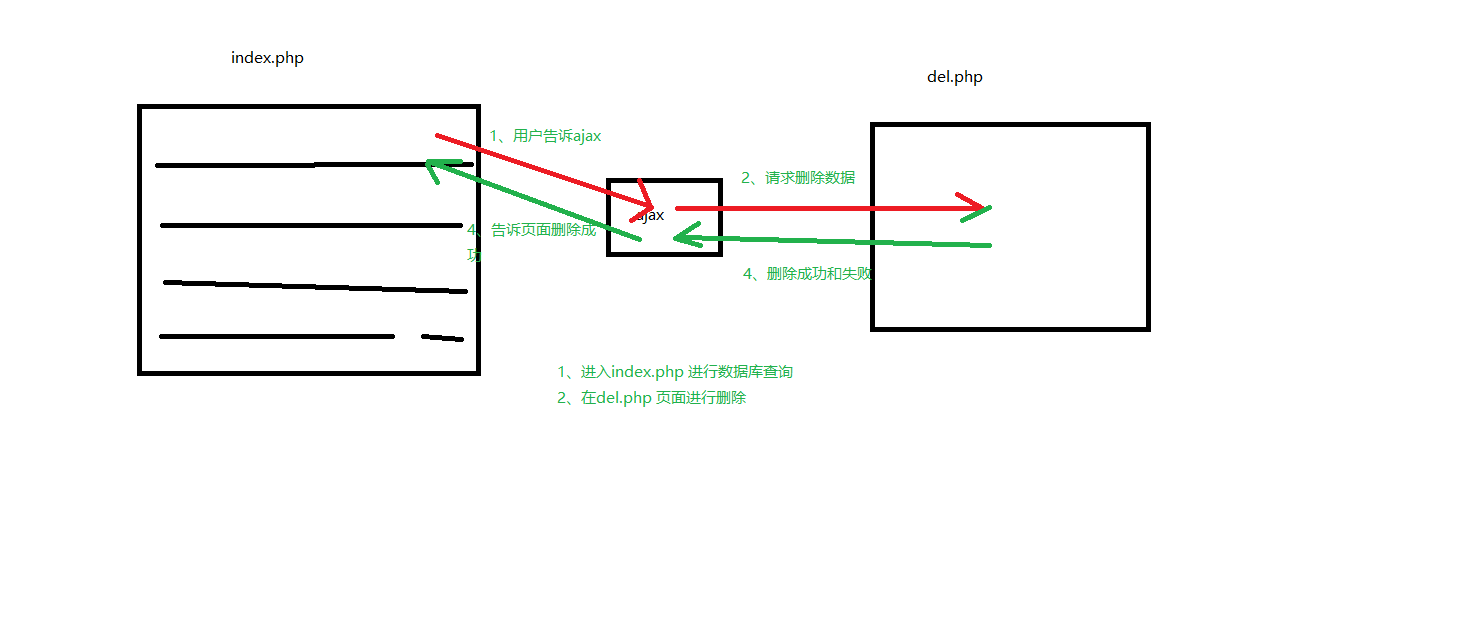 index.php
del.php
1、用户告诉ajax
2、请求删除数据
ajax
4、告诉页面删除成
功
4、删除成功和失败
1、进入index.php 进行数据库查询
2、在del.php 页面进行删除